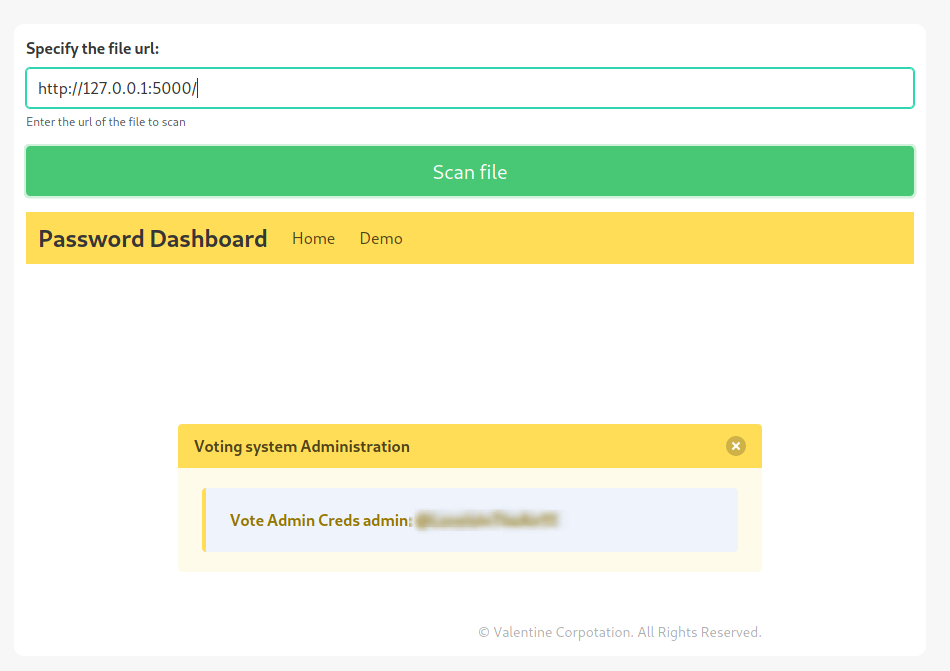 Specify the file url:
http://127.0.0.1:5000/
Enter the url of the file to scan
Scan file
Password Dashboard Home Demo
Voting system Administration
Vote Admin Creds admin:
© Valentine Corpotation. All Rights Reserved.